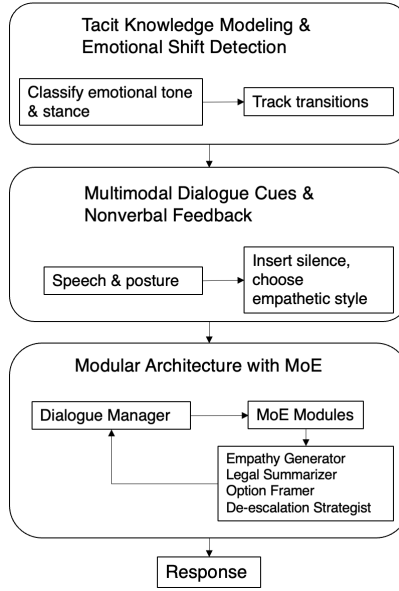 Tacit Knowledge Modeling &
Emotional Shift Detection
Classify emotional tone
& stance
Track transitions
Multimodal Dialogue Cues &
Nonverbal Feedback
Speech & posture
Insert silence,
choose
empathetic style
Modular Architecture with MoE
Dialogue Manager
MoE Modules
Empathy Generator
Legal Summarizer
Option Framer
De-escalation Strategist
Response